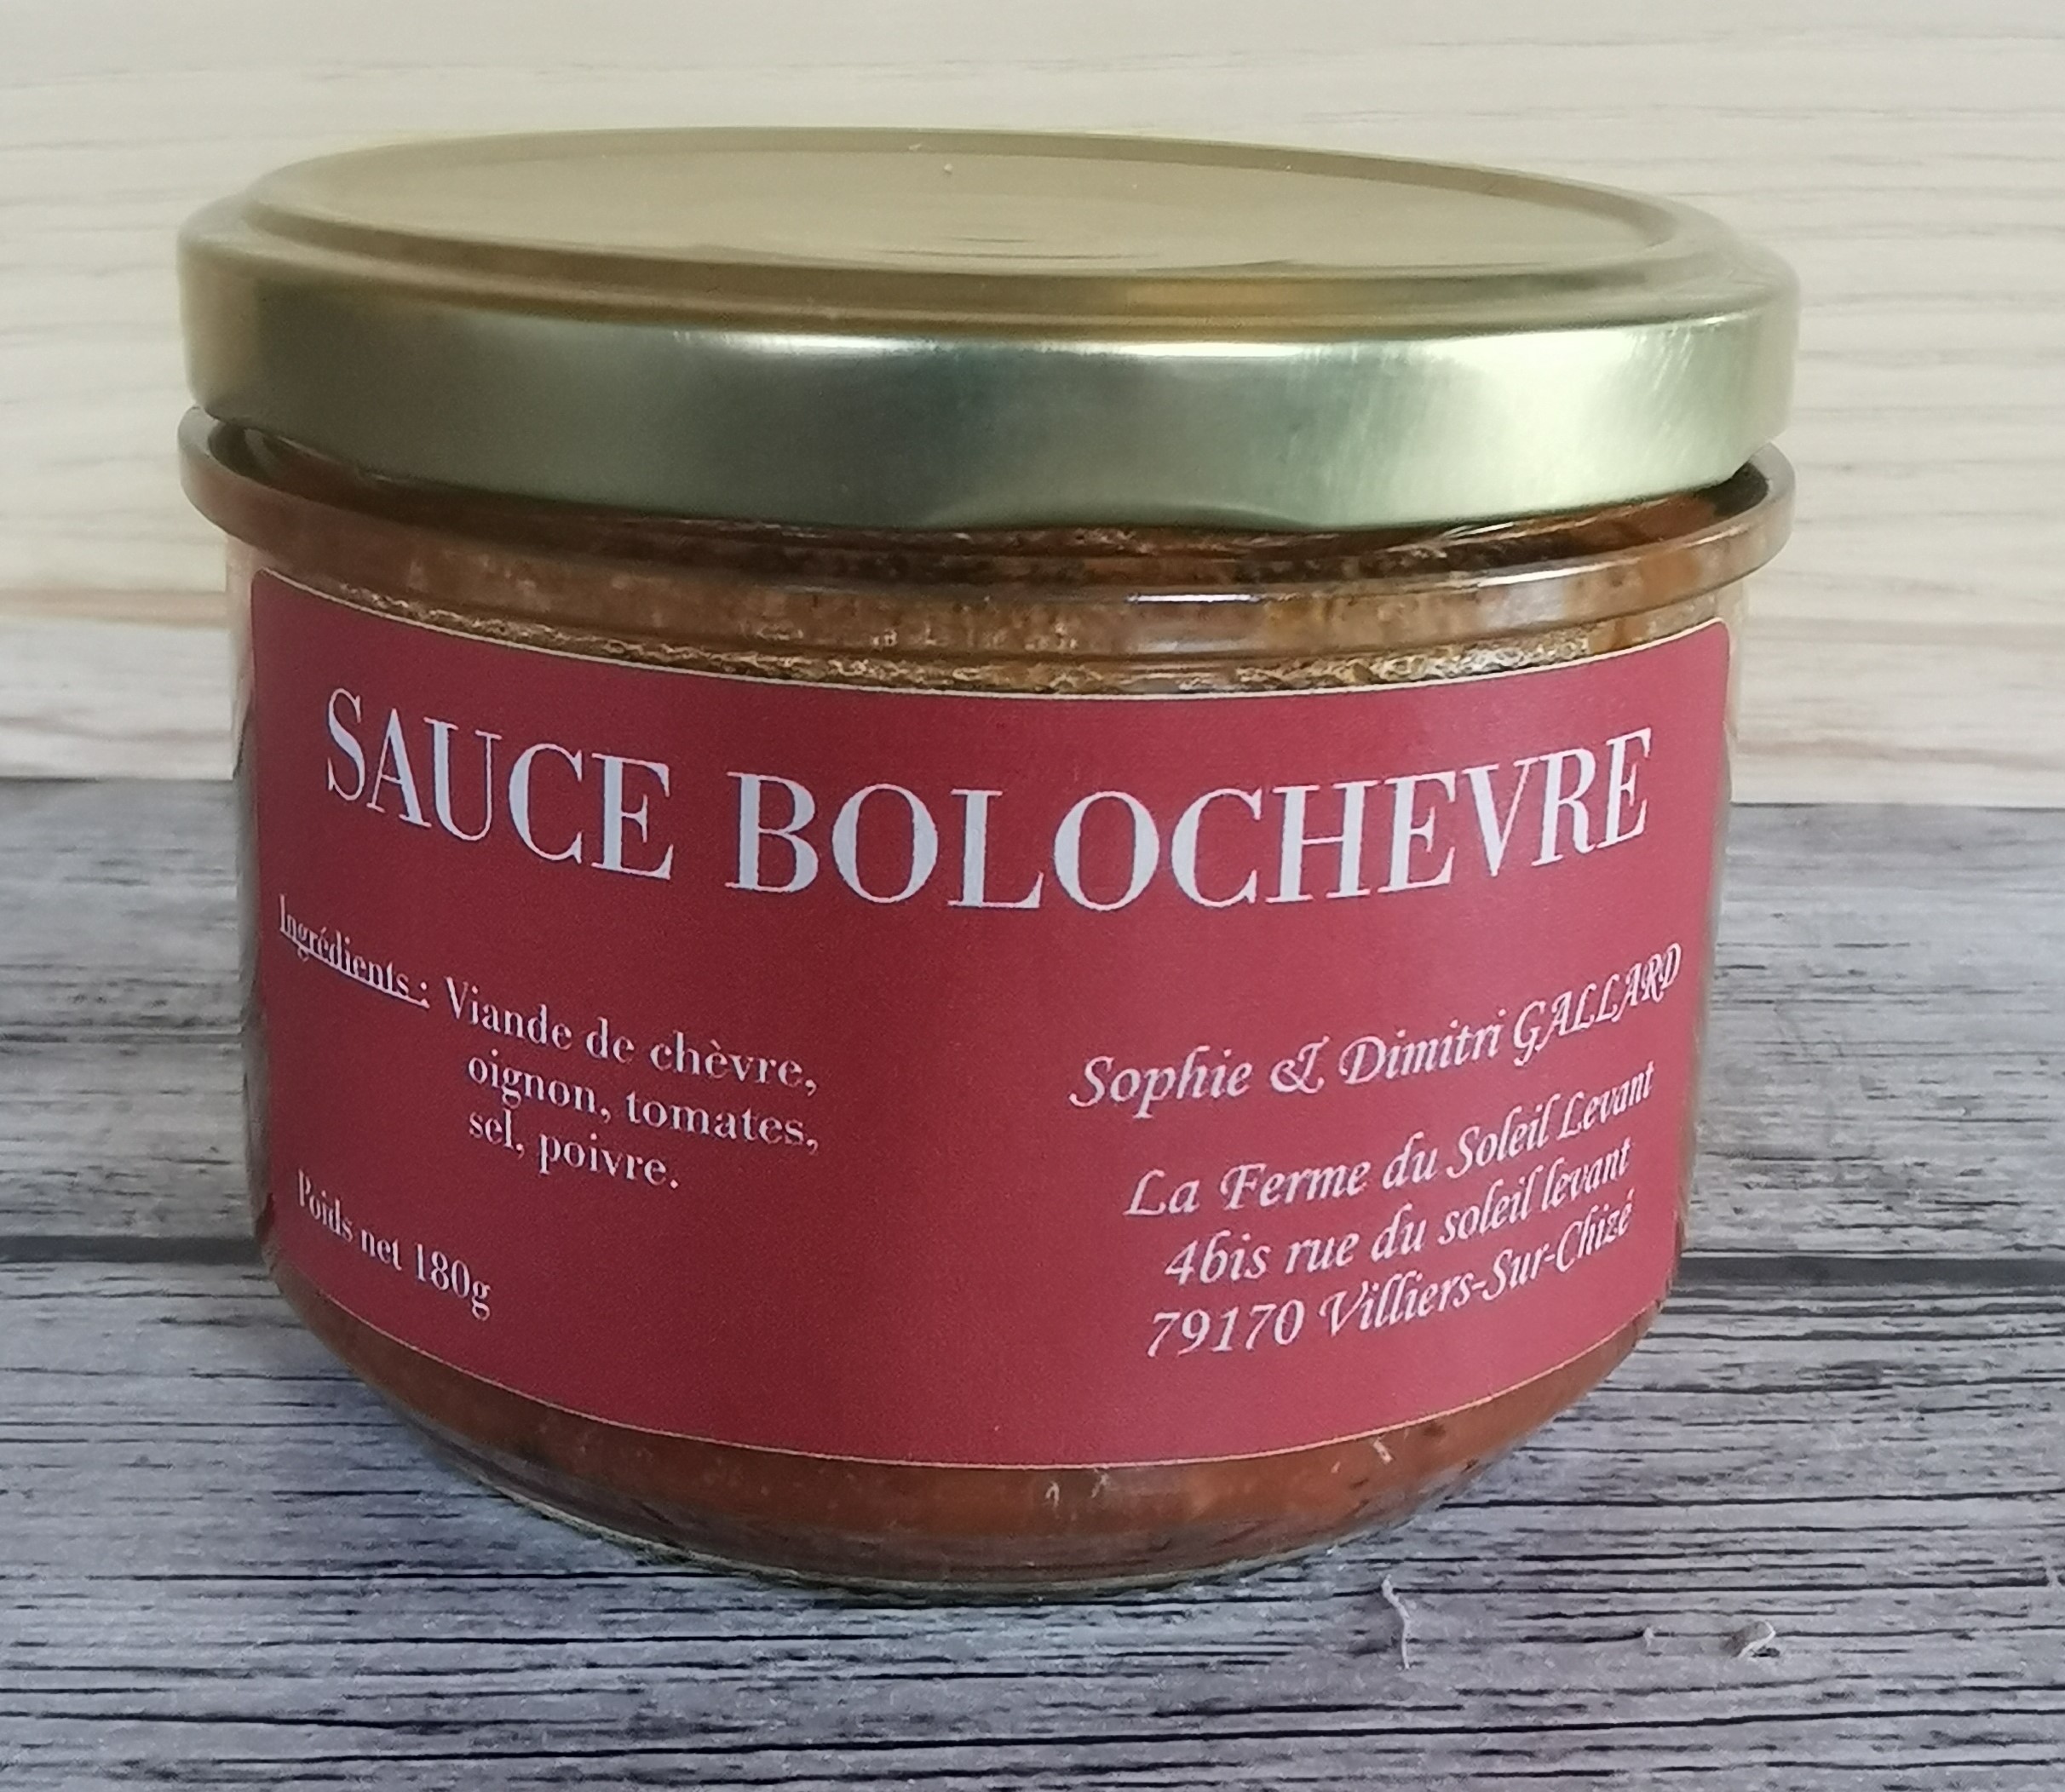 SAUCE BOLOCHEVRE
Ingrédients : Viande de chèvre,
oignon, tomates,
sel, poivre.
Poids net 180g
Sophie & Dimitri GALLARD
La Ferme du Soleil Levant
4bis rue du soleil levant
79170 Villiers-Sur-Chizé